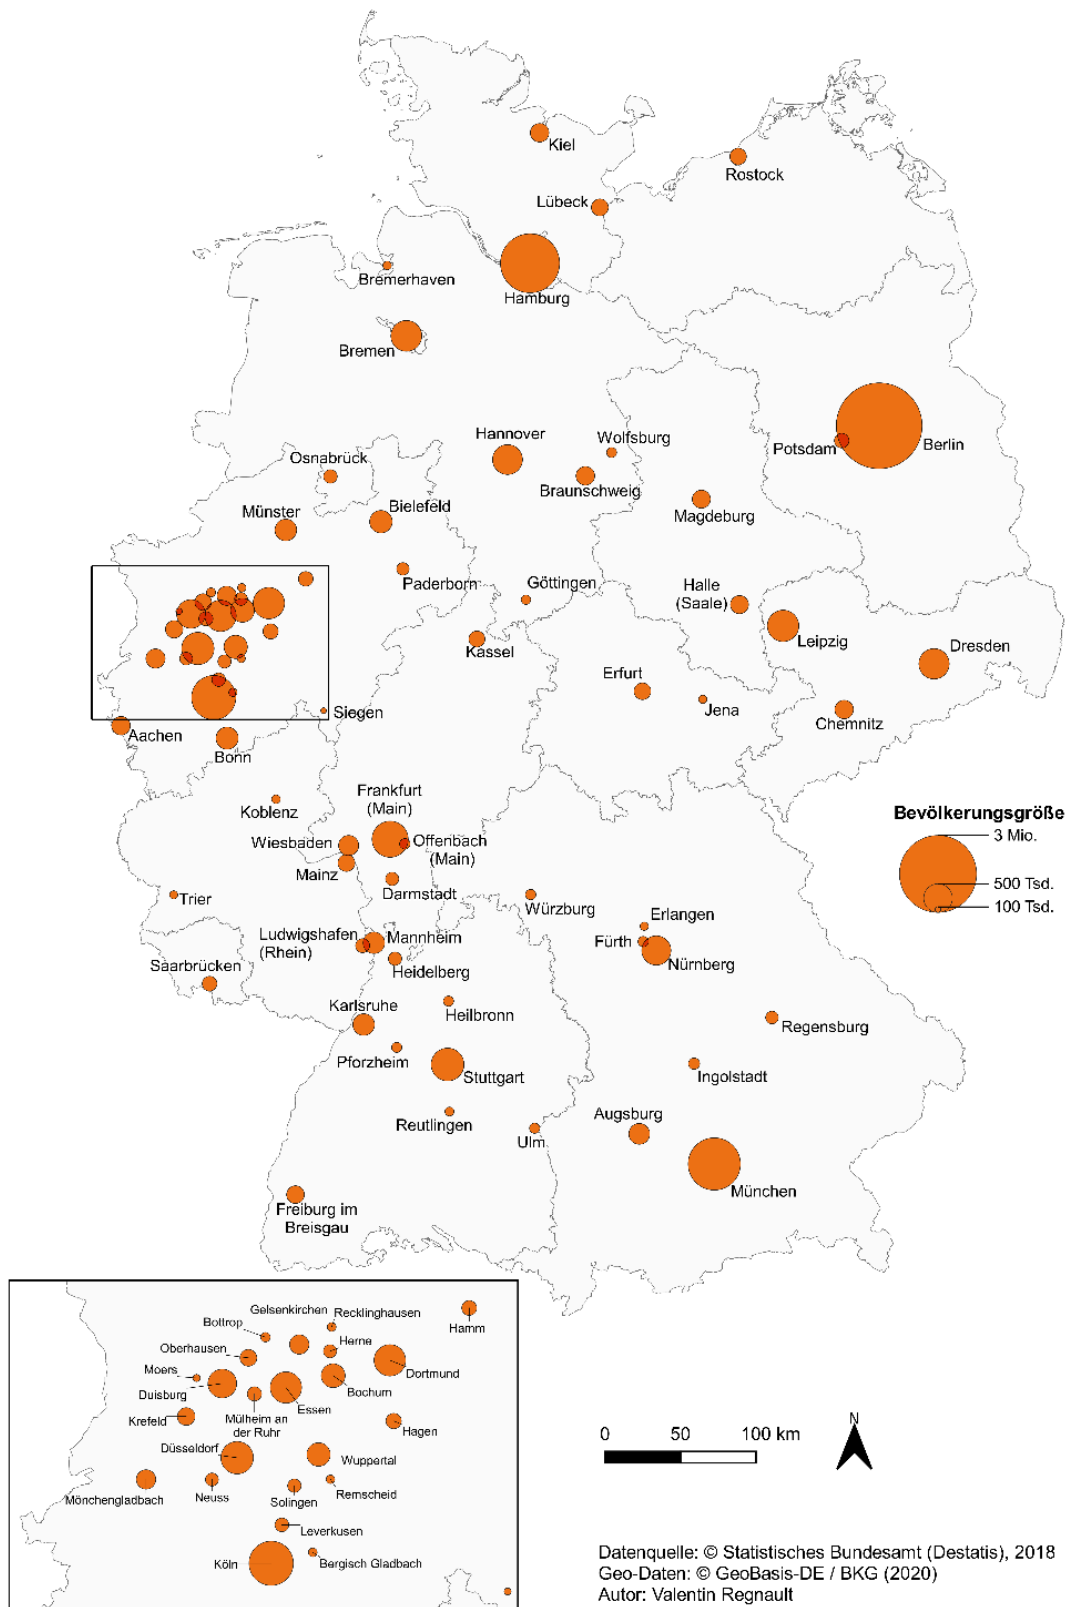 Kiel
Rostock
Lübeck
Bremerhaven
Hamburg
Bremen
Hannover
Wolfsburg
Potsdam
Berlin
Osnabrück
Braunschweig
Münster
Bielefeld
Magdeburg
Paderborn
Göttingen
Halle
(Saale)
Kassel
Leipzig
Dresden
Erfurt
Siegen
Jena
Chemnitz
Aachen
Bonn
Koblenz
Frankfurt
(Main)
Wiesbaden
Offenbach
(Main)
Mainz
Darmstadt
Trier
Würzburg
Erlangen
Fürth
Nürnberg
Ludwigshafen
(Rhein)
Mannheim
Heidelberg
Saarbrücken
Karlsruhe
Heilbronn
Regensburg
Pforzheim
Stuttgart
Ingolstadt
Reutlingen
Ulm
Augsburg
München
Freiburg im
Breisgau
Bevölkerungsgröße
3 Mio.
500 Tsd.
100 Tsd.
Gelsenkirchen
Recklinghausen
Hamm
Bottrop
Herne
Oberhausen
Moers
Dortmund
Duisburg
Bochum
Essen
Krefeld
Mülheim an
der Ruhr
Hagen
Düsseldorf
Wuppertal
Mönchengladbach
Neuss
Solingen
Remscheid
Leverkusen
Köln
Bergisch Gladbach
0 50 100 km
N
Datenquelle: © Statistisches Bundesamt (Destatis), 2018
Geo-Daten: © GeoBasis-DE / BKG (2020)
Autor: Valentin Regnault